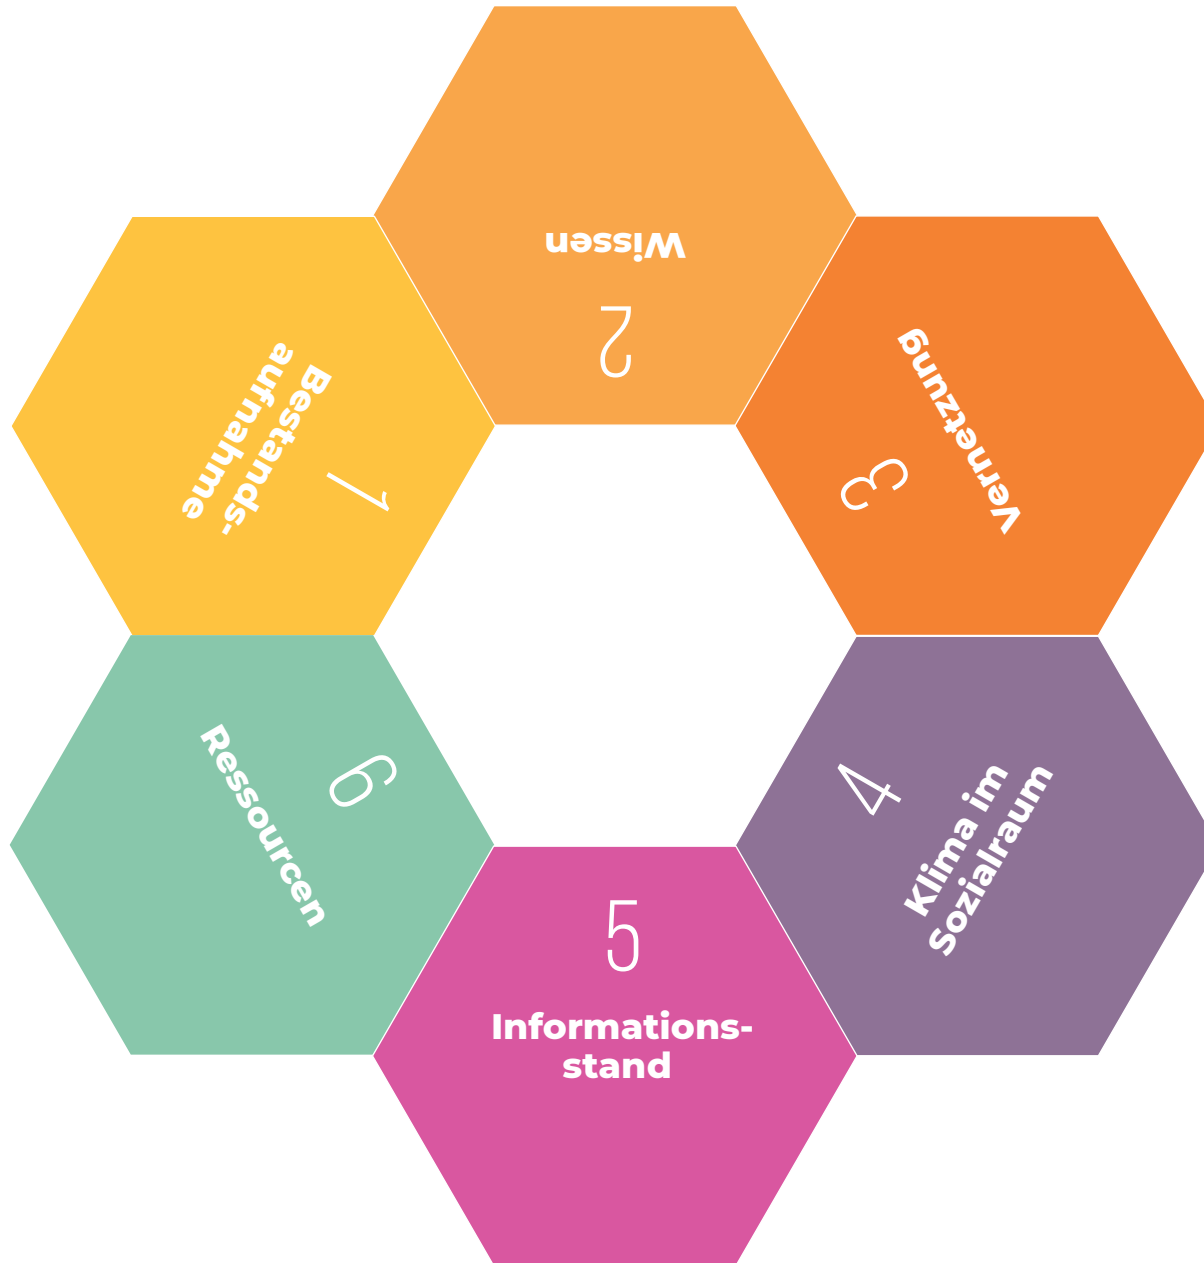 1
Bestands-
aufnahme
2
Wissen
3
Vernetzung
4
Klima im
Sozialraum
5
Informations-
stand
6
Ressourcen